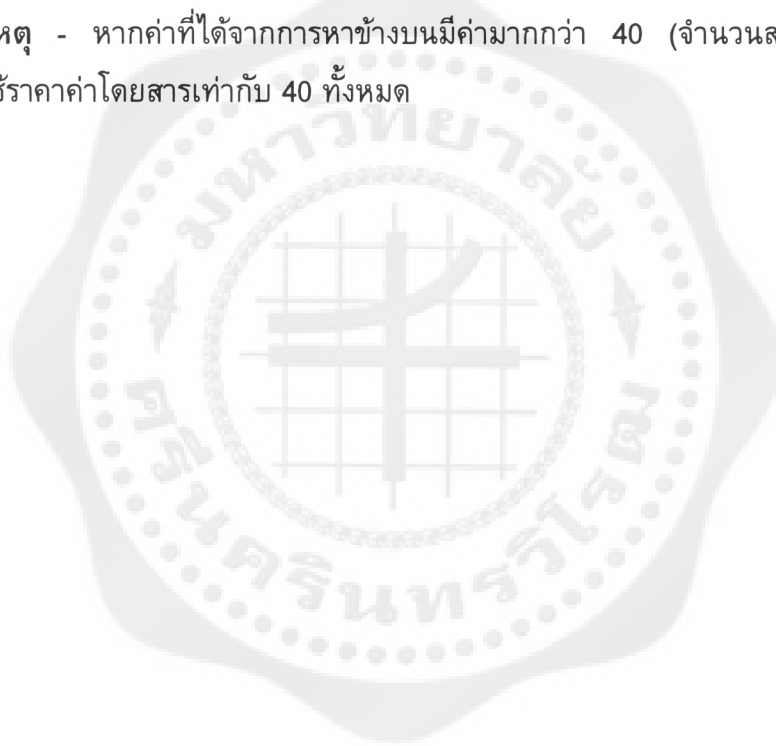 หตุ - หากค่าที่ได้จากการหาข้างบนมีค่ามากกว่า 40 (จำนวนส
ช้ราคาค่าโดยสารเท่ากับ 40 ทั้งหมด
มหาวิทยาลัย
ศรีนครินทรวิโรฒ